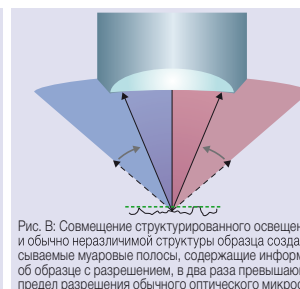 Рис. B: Совмещение структурированного освещен
и обычно неразличимой структуры образца созда
сываемые муаровые полосы, содержащие информ
об образце с разрешением, в два раза превышаю
предел разрешения обычного оптического микрос